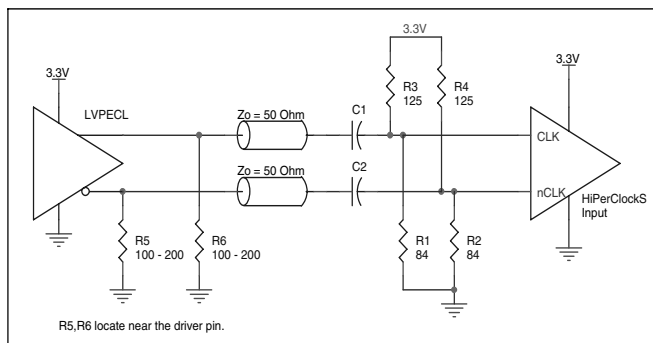 3.3V
3.3V
3.3V
LVPECL
R3
125
R4
125
Zo = 50 Ohm
C1
CLK
Zo = 50 Ohm
C2
nCLK
HiPerClockS
Input
R5
100 - 200
R6
100 - 200
R1
84
R2
84
R5,R6 locate near the driver pin.